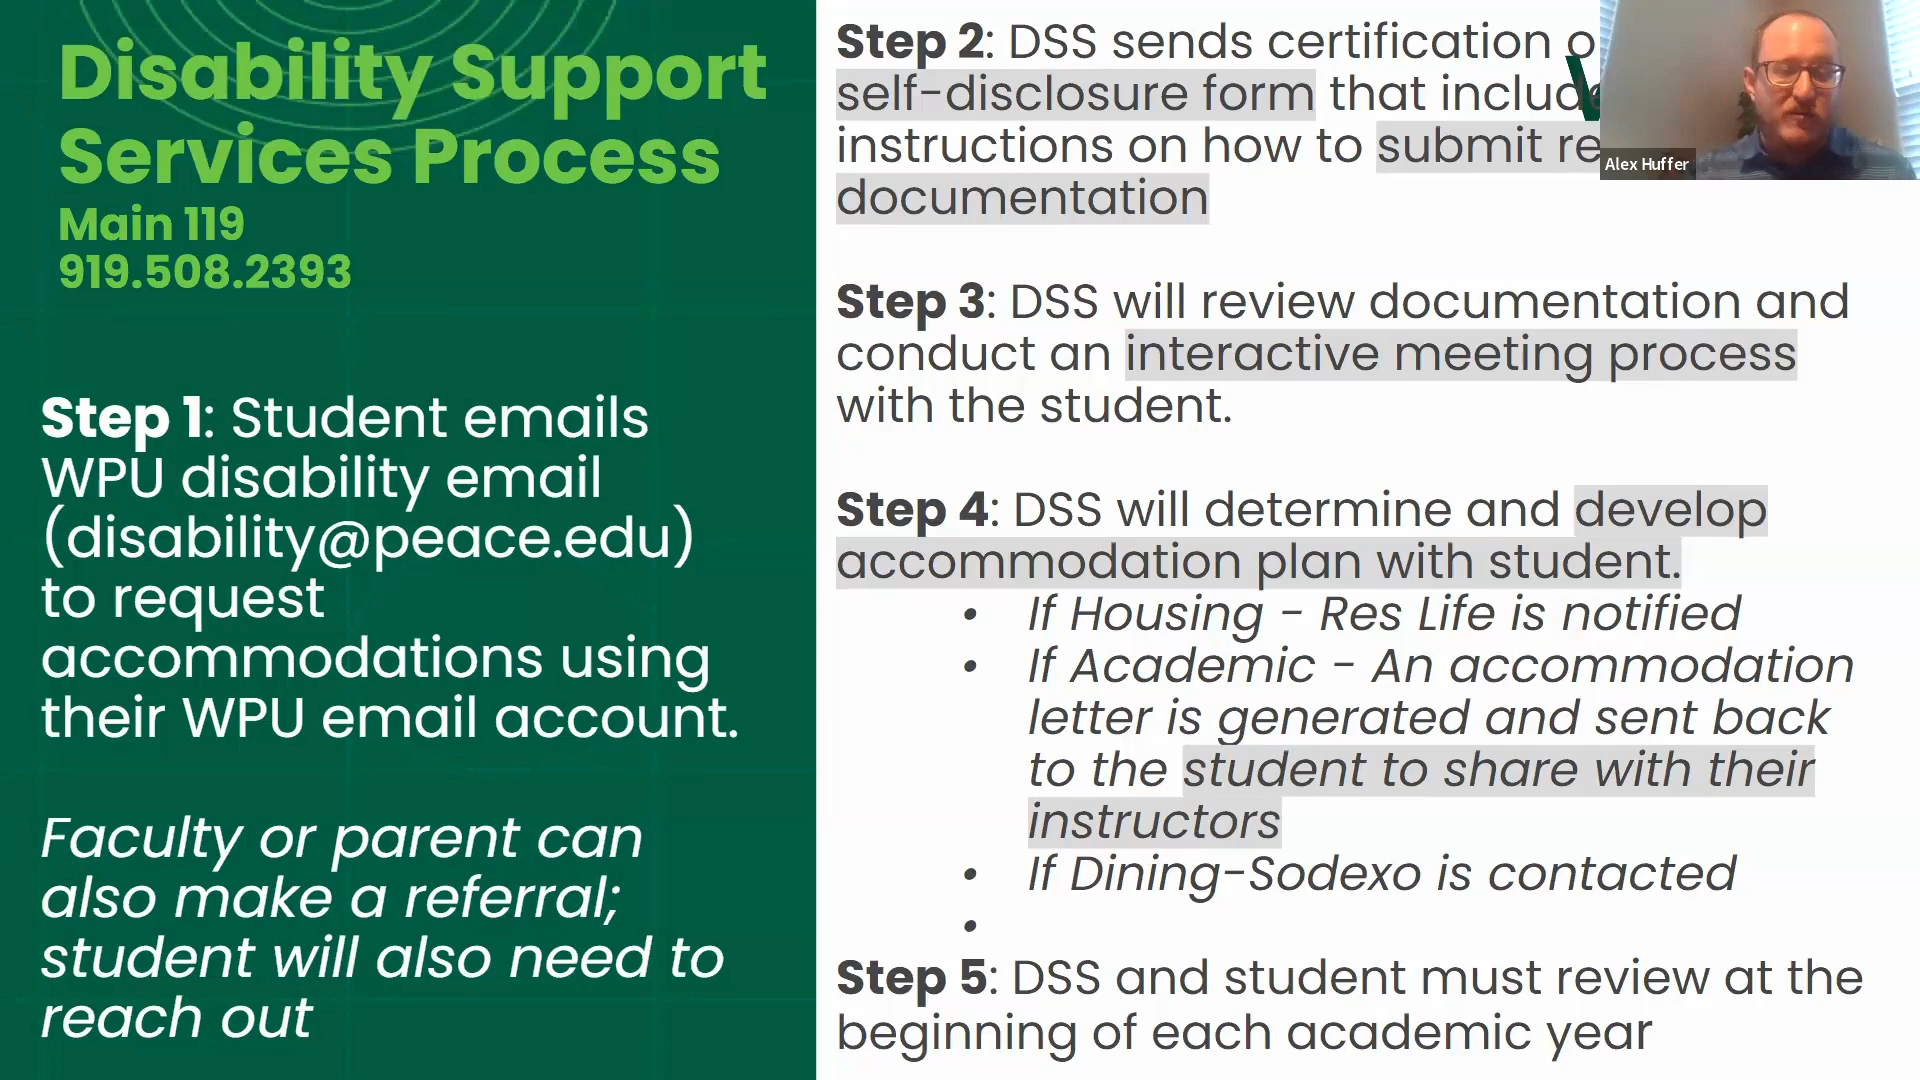 Disability Support
Services Process
Main 119
919.508.2393
Step 1: Student emails
WPU disability email
(disability@peace.edu)
to request
accommodations using
their WPU email account.
Faculty or parent can
also make a referral;
student will also need to
reach out
Step 2: DSS sends certification
self-disclosure form that
instructions on how to submit
documentation
Step 3: DSS will review documentation and
conduct an interactive meeting process
with the student.
Step 4: DSS will determine and develop
accommodation plan with student.
• If Housing - Res Life is notified
• If Academic - An accommodation
letter is generated and sent back
to the student to share with their
instructors
• If Dining-Sodexo is contacted
•
Step 5: DSS and student must review at the
beginning of each academic year
Alex Huffer